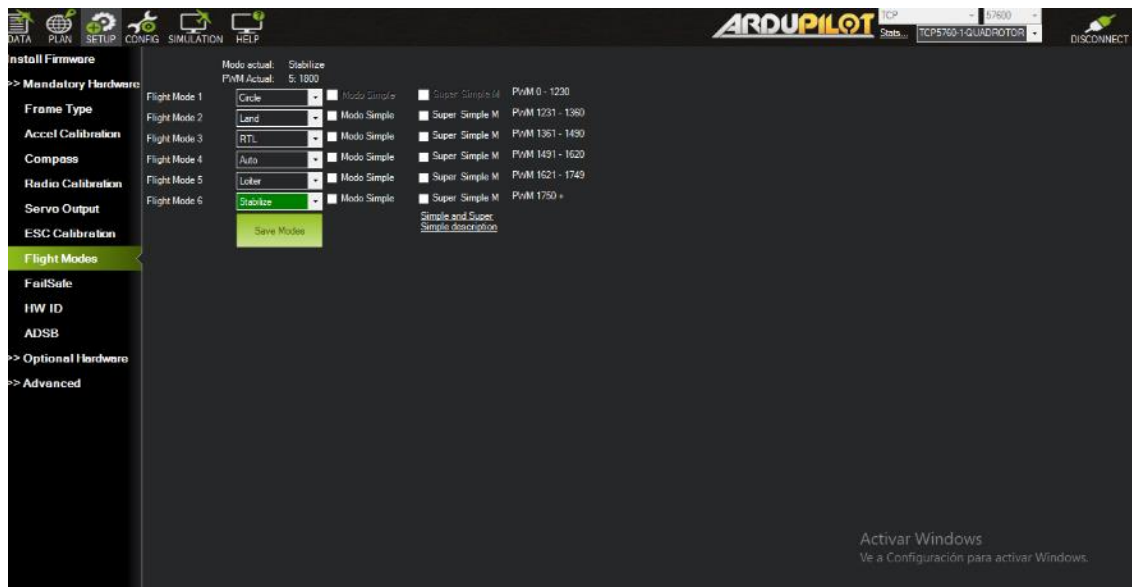 DATA PLAN SETUP CONFIG SIMULATION HELP
ARDUPILOT
TCP 57600
Stats... TCP5760-1-QUADROTOR
DISCONNECT
Install Firmware
>> Mandatory Hardware
Frame Type
Accel Calibration
Compass
Radio Calibration
Servo Output
ESC Calibration
Flight Modes
FailSafe
HW ID
ADSB
>> Optional Hardware
>> Advanced
Modo actual: Stabilize
PWM Actual: 5: 1800
Flight Mode 1 Circle Modo Simple Super Simple M PWM 0 - 1230
Flight Mode 2 Land Modo Simple Super Simple M PWM 1231 - 1360
Flight Mode 3 RTL Modo Simple Super Simple M PWM 1361 - 1490
Flight Mode 4 Auto Modo Simple Super Simple M PWM 1491 - 1620
Flight Mode 5 Loiter Modo Simple Super Simple M PWM 1621 - 1749
Flight Mode 6 Stabilize Modo Simple Super Simple M PWM 1750 +
Save Modes
Simple and Super
Simple description
Activar Windows
Ve a Configuración para activar Windows.